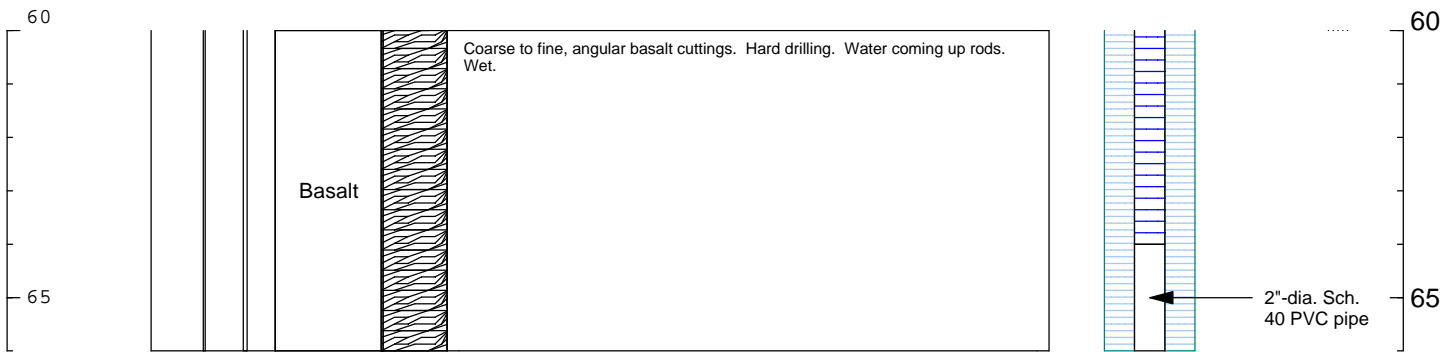 60
60
Coarse to fine, angular basalt cuttings. Hard drilling. Water coming up rods.
Wet.
Basalt
65
2"-dia. Sch.
40 PVC pipe
65